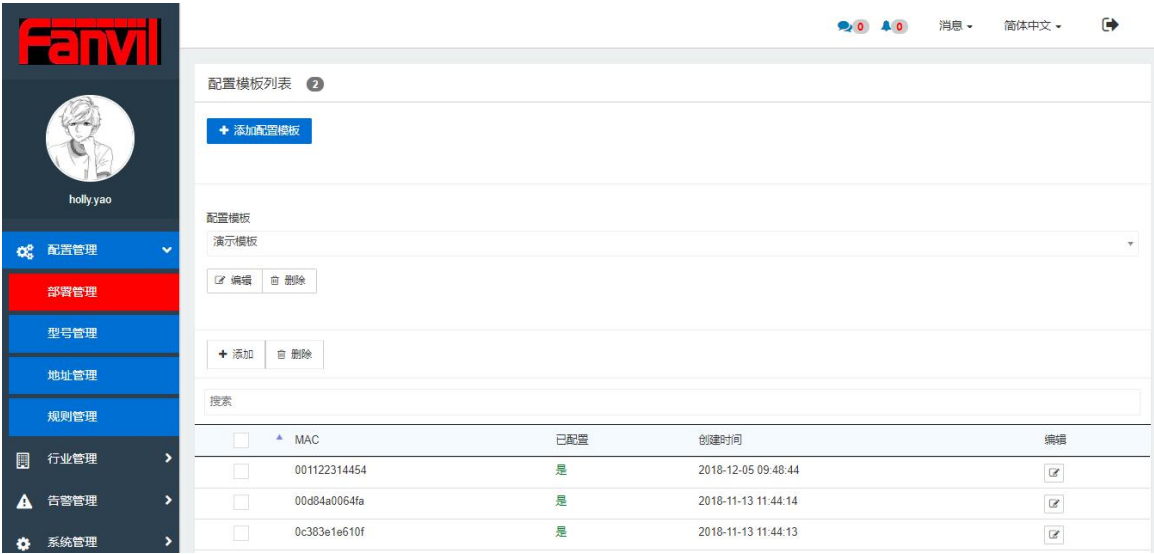 Fanvil
0 0 消息 简体中文
holly.yao
配置管理
部署管理
型号管理
地址管理
规则管理
行业管理
告警管理
系统管理
配置模板列表 2
添加配置模板
配置模板
演示模板
编辑 删除
添加 删除
搜索
MAC 已配置 创建时间 编辑
001122314454 是 2018-12-05 09:48:44
00d84a0064fa 是 2018-11-13 11:44:14
0c383e1e610f 是 2018-11-13 11:44:13